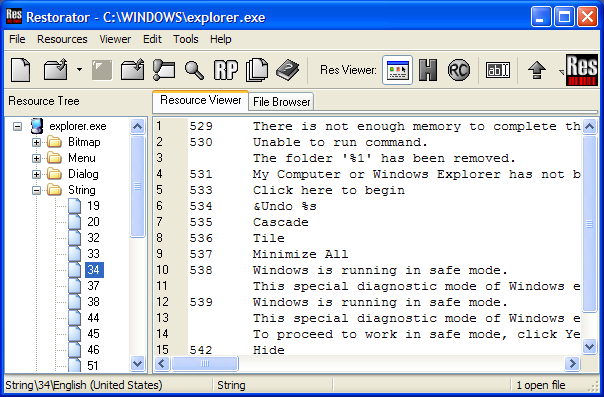 Restorator - C:\WINDOWS\explorer.exe
File Resources Viewer Edit Tools Help
RP Res Viewer: H RC ab Res
Resource Tree
Resource Viewer File Browser
explorer.exe
Bitmap
Menu
Dialog
String
19
20
32
33
34
37
38
44
45
46
51
1 529 There is not enough memory to complete th
2 530 Unable to run command.
3 The folder '%1' has been removed.
4 531 My Computer or Windows Explorer has not b
5 533 Click here to begin
6 534 &Undo %s
7 535 Cascade
8 536 Tile
9 537 Minimize All
10 538 Windows is running in safe mode.
11 This special diagnostic mode of Windows e
12 539 Windows is running in safe mode.
13 This special diagnostic mode of Windows e
14 To proceed to work in safe mode, click Ye
15 542 Hide
String\34\English (United States) String 1 open file